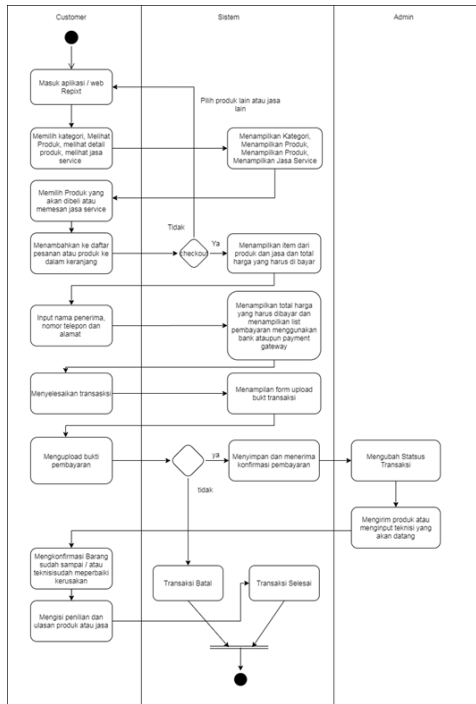 Customer
Sistem
Admin
Masuk aplikasi / web
Repixt
Pilih produk lain atau jasa
lain
Memilih kategori, Melihat
Produk, melihat detail
produk, melihat jasa
service
Menampilkan Kategori,
Menampilkan Produk,
Menampilkan Produk,
Menampilkan Jasa Service
Memilih Produk yang
akan dibeli atau
memesan jasa service
Tidak
Menambahkan ke daftar
pesanan atau produk ke
dalam keranjang
checkout
Ya
Menampilkan item dari
produk dan jasa dan total
harga yang harus di bayar
Input nama penerima,
nomor telepon dan
alamat
Menampilkan total harga
yang harus dibayar dan
menampilkan list
pembayaran menggunakan
bank ataupun payment
gateway
Menyelesaikan transasksi
Menampilan form upload
bukt transaksi
Mengupload bukti
pembayaran
ya
Menyimpan dan menerima
konfirmasi pembayaran
Mengubah Statsus
Transaksi
tidak
Mengirim produk atau
menginput teknisi yang
akan datang
Mengkonfirmasi Barang
sudah sampai / atau
teknisisudah meperbaiki
kerusakan
Transaksi Batal
Transaksi Selesai
Mengisi penilian dan
ulasan produk atau jasa